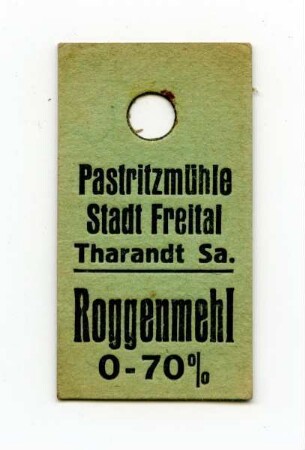 Pastritzmühle
Stadt Freital
Tharandt Sa.
Roggenmehl
0-70%